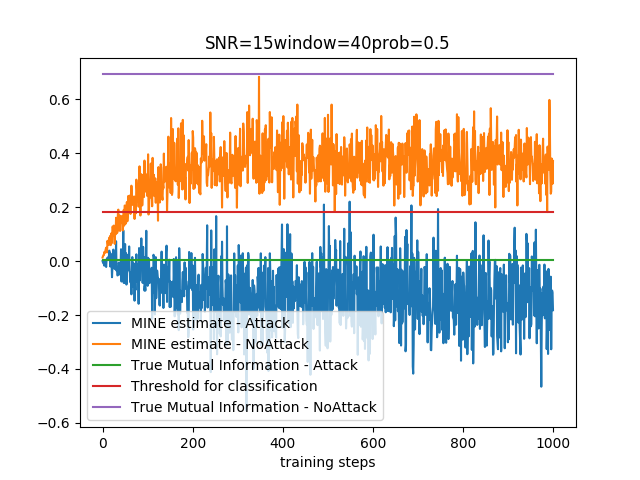 SNR=15window=40prob=0.5
0.6
0.4
0.2
0.0
−0.2
−0.4
−0.6
MINE estimate - Attack
MINE estimate - NoAttack
True Mutual Information - Attack
Threshold for classification
True Mutual Information - NoAttack
0 200 400 600 800 1000
training steps